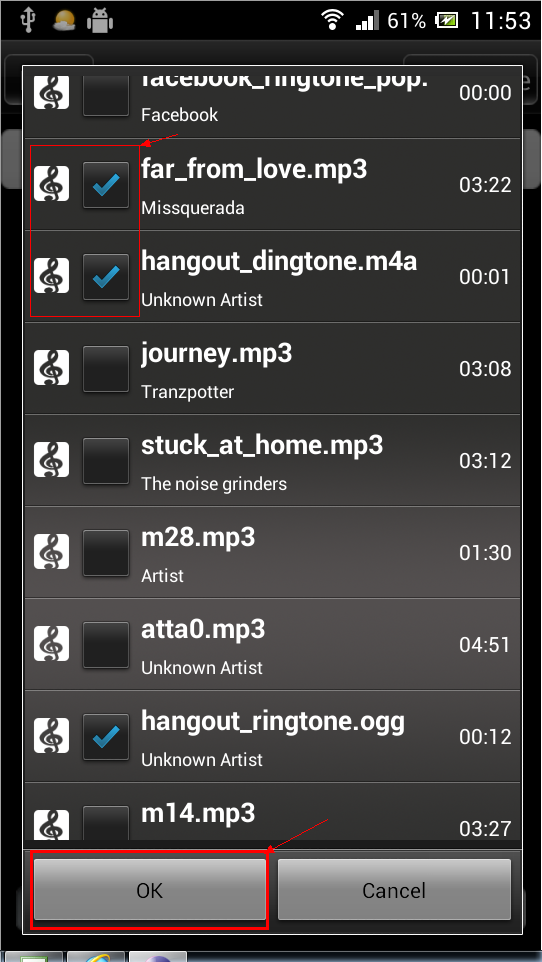 61% 11:53
facebook_ringtone_pop. 00:00
Facebook
far_from_love.mp3 03:22
Missquerada
hangout_dingtone.m4a 00:01
Unknown Artist
journey.mp3 03:08
Tranzpotter
stuck_at_home.mp3 03:12
The noise grinders
m28.mp3 01:30
Artist
atta0.mp3 04:51
Unknown Artist
hangout_ringtone.ogg 00:12
Unknown Artist
m14.mp3 03:27
OK Cancel